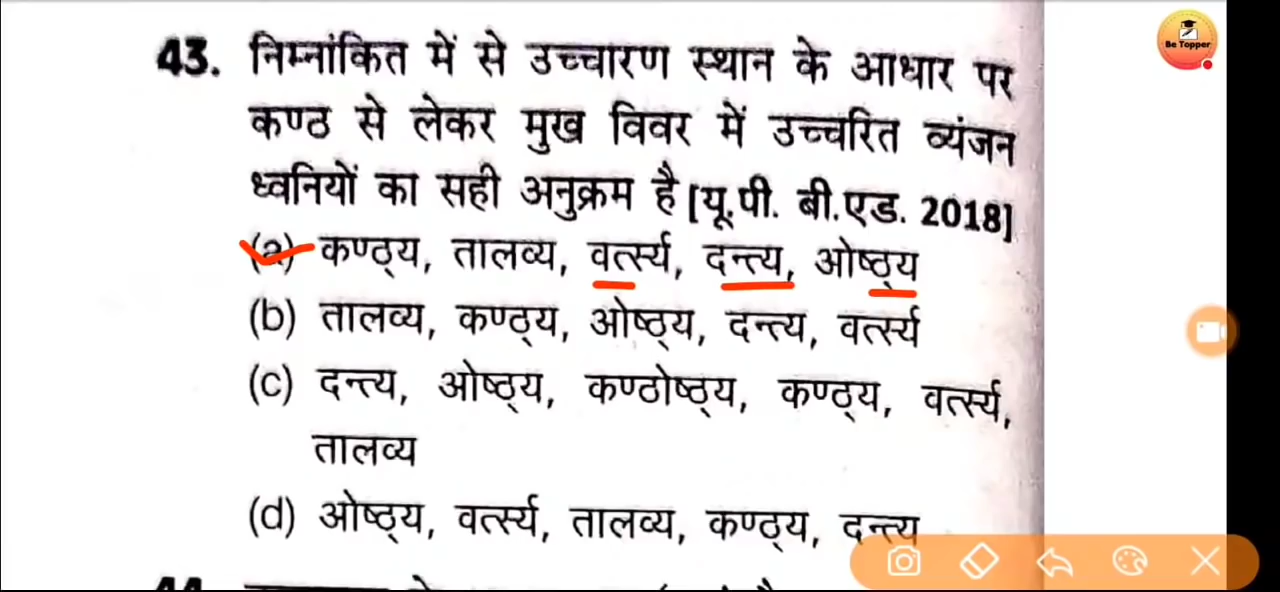 Be Topper
43. निम्नांकित में से उच्चारण स्थान के आधार पर
कण्ठ से लेकर मुख विवर में उच्चरित व्यंजन
ध्वनियों का सही अनुक्रम है [यू.पी. बी.एड. 2018]
(a) कण्ठ्य, तालव्य, वर्त्स्य, दन्त्य, ओष्ठ्य
(b) तालव्य, कण्ठ्य, ओष्ठ्य, दन्त्य, वर्त्स्य
(c) दन्त्य, ओष्ठ्य, कण्ठोष्ठ्य, कण्ठ्य, वर्त्स्य,
तालव्य
(d) ओष्ठ्य, वर्त्स्य, तालव्य, कण्ठ्य, दन्त्य